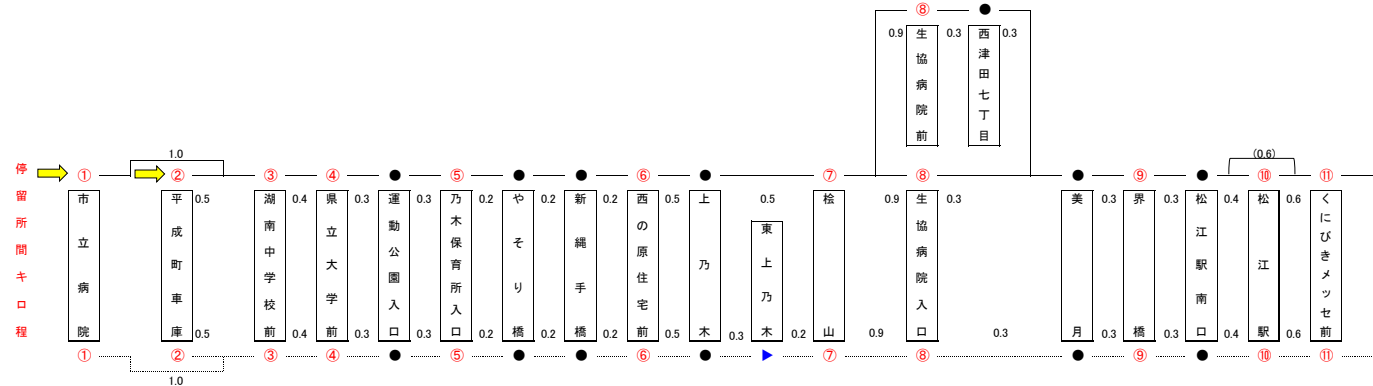 ⑧ ●
0.9 生協病院前 0.3 西津田七丁目 0.3
1.0 (0.6)
停留所間キロ程
① ② ③ ④ ● ⑤ ● ● ⑥ ● ⑦ ⑧ ● ⑨ ● ⑩ ⑪
市立病院
平成町車庫
湖南中学校前
県立大学前
運動公園入口
乃木保育所入口
やそり橋
新縄手橋
西の原住宅前
上乃木
東上乃木
桧山
生協病院入口
美月
界橋
松江駅南口
松江駅
くにびきメッセ前
0.5 0.4 0.3 0.3 0.2 0.2 0.2 0.5 0.5 0.9 0.3 0.3 0.3 0.4 0.6
0.5 0.4 0.3 0.3 0.2 0.2 0.2 0.5 0.3 0.2 0.9 0.3 0.3 0.3 0.4 0.6
① ② ③ ④ ● ⑤ ● ● ⑥ ● ▶ ⑦ ⑧ ● ⑨ ● ⑩ ⑪
1.0